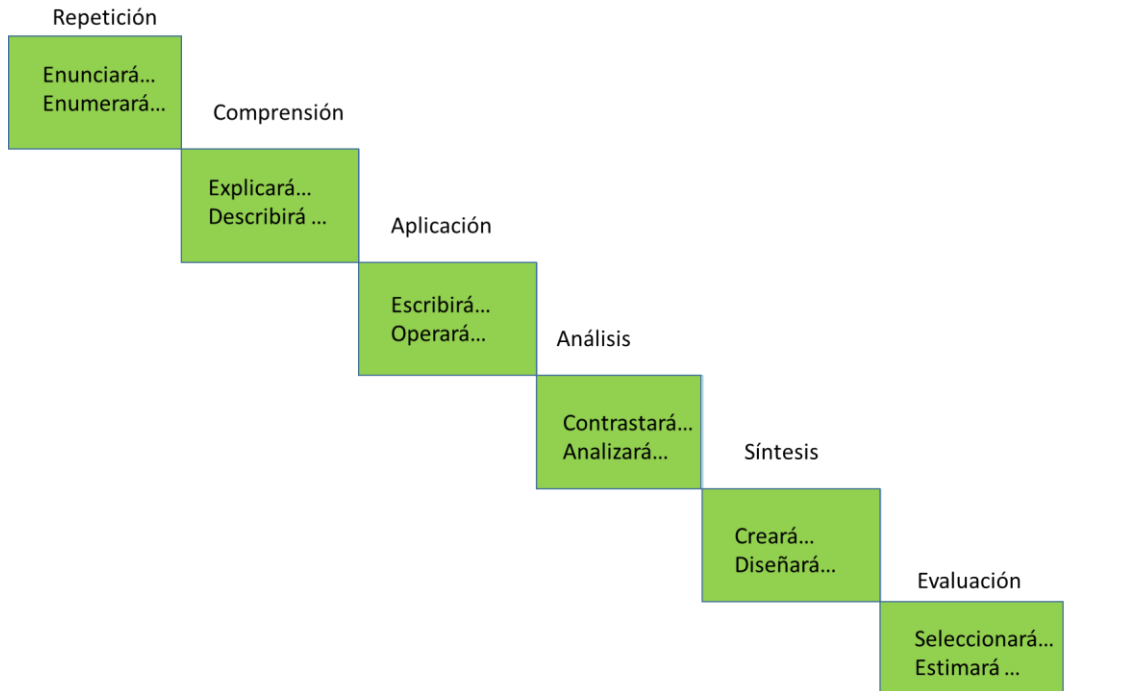 Repetición
Enunciará...
Enumerará...
Comprensión
Explicará...
Describirá ...
Aplicación
Escribirá...
Operará...
Análisis
Contrastará...
Analizará...
Síntesis
Creará...
Diseñará...
Evaluación
Seleccionará...
Estimará ...